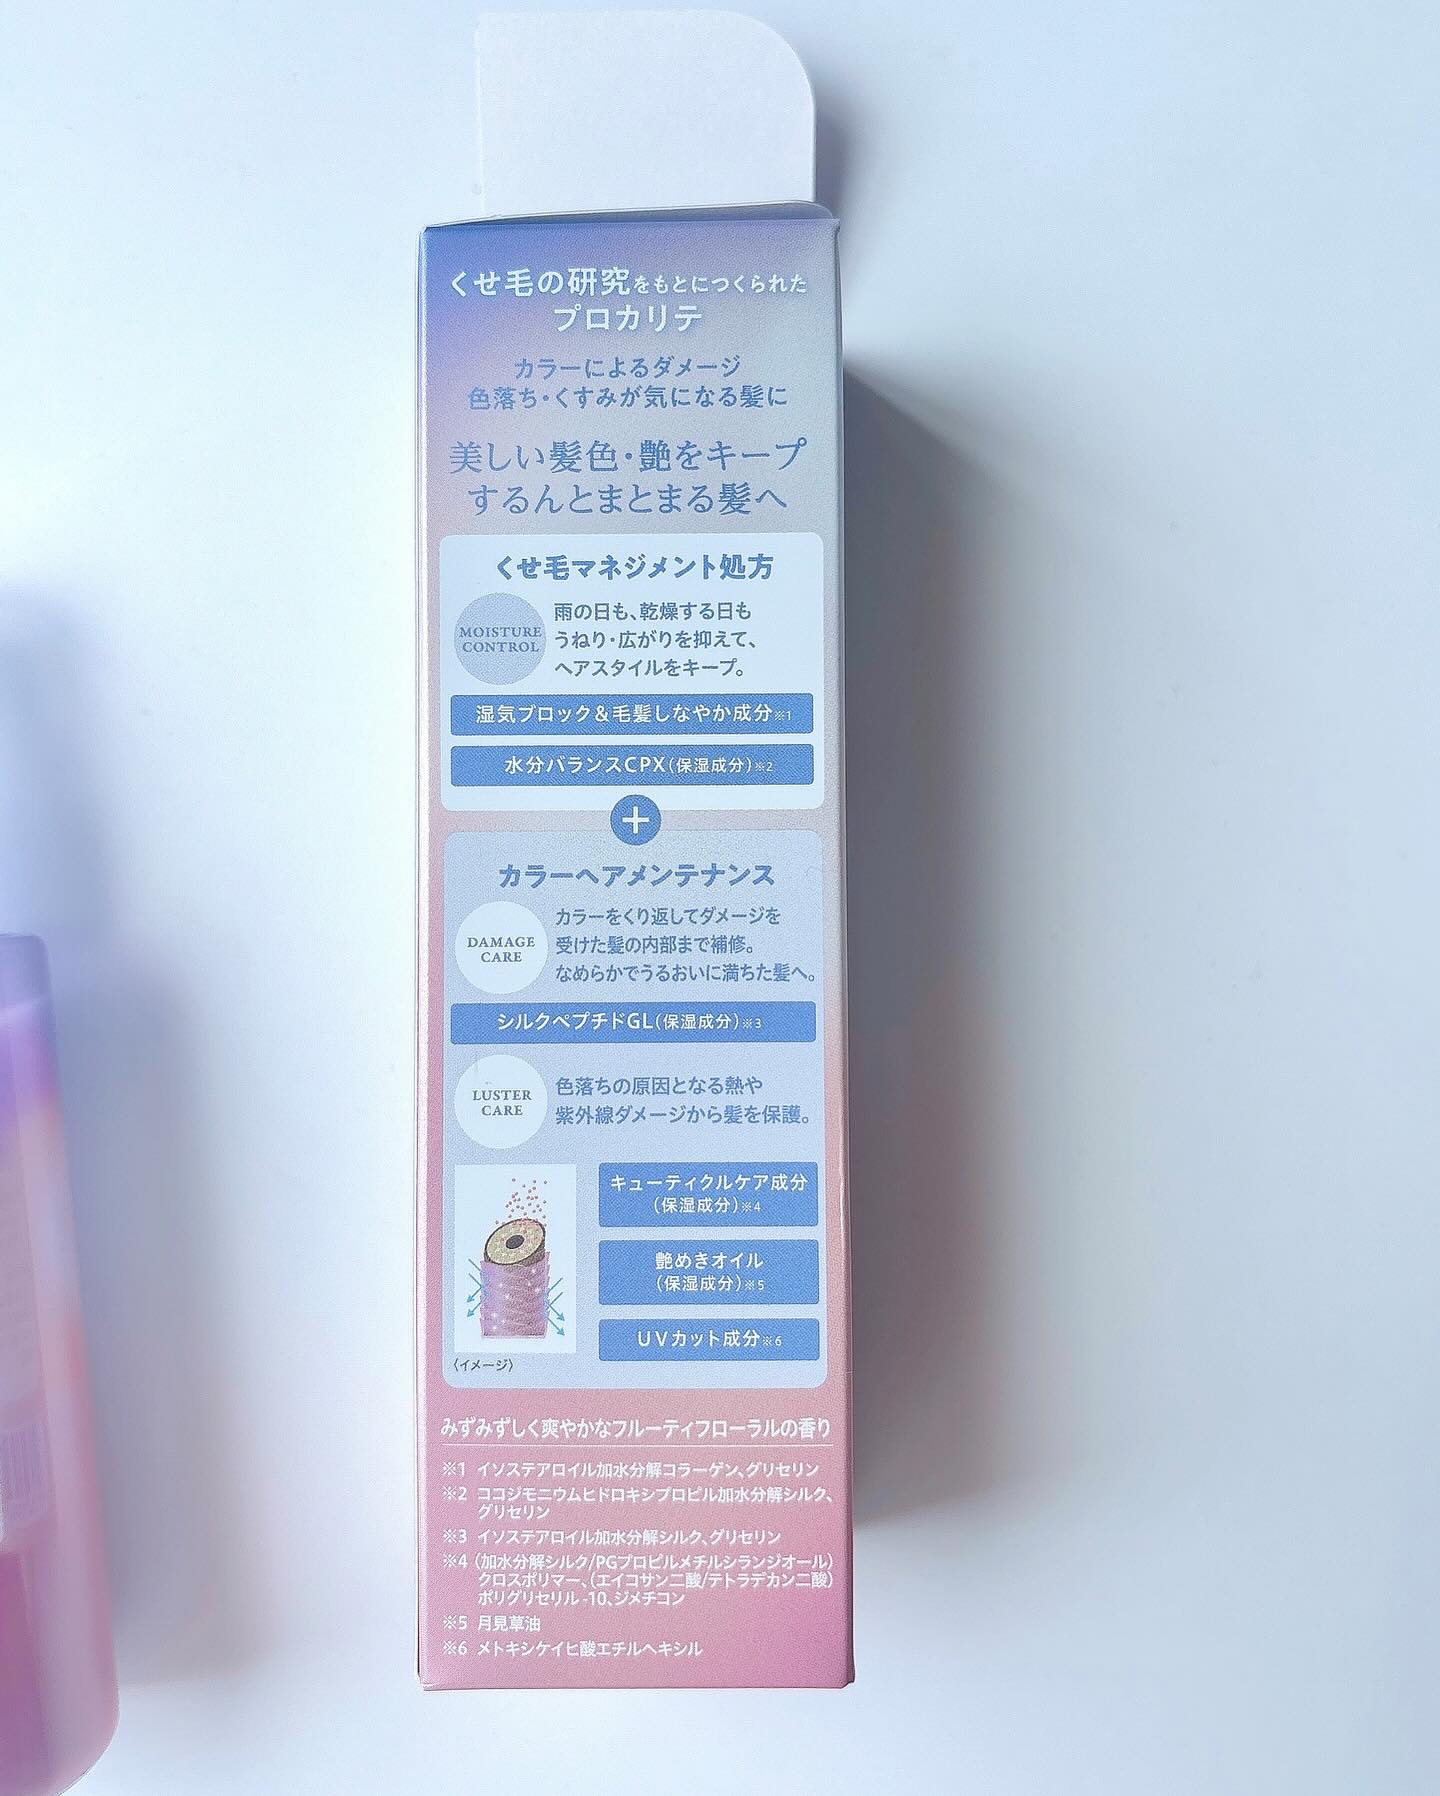 くせ毛の研究をもとにつくられた
プロカリテ
カラーによるダメージ
色落ち・くすみが気になる髪に
美しい髪色・艶をキープ
するんとまとまる髪へ
くせ毛マネジメント処方
MOISTURE
CONTROL
雨の日も、乾燥する日も
うねり・広がりを抑えて、
ヘアスタイルをキープ。
湿気ブロック&毛髪しなやか成分※1
水分バランスCPX(保湿成分)※2
+
カラーヘアメンテナンス
DAMAGE
CARE
カラーをくり返してダメージを
受けた髪の内部まで補修。
なめらかでうるおいに満ちた髪へ。
シルクペプチドGL(保湿成分)※3
LUSTER
CARE
色落ちの原因となる熱や
紫外線ダメージから髪を保護。
キューティクルケア成分
(保湿成分)※4
艶めきオイル
(保湿成分)※5
UVカット成分※6
〈イメージ〉
みずみずしく爽やかなフルーティフローラルの香り
※1 イソステアロイル加水分解コラーゲン、グリセリン
※2 ココジモニウムヒドロキシプロピル加水分解シルク、
グリセリン
※3 イソステアロイル加水分解シルク、グリセリン
※4 (加水分解シルク/PGプロピルメチルシランジオール)
クロスポリマー、(エイコサン二酸/テトラデカン二酸)
ポリグリセリル-10、ジメチコン
※5 月見草油
※6 メトキシケイヒ酸エチルヘキシル